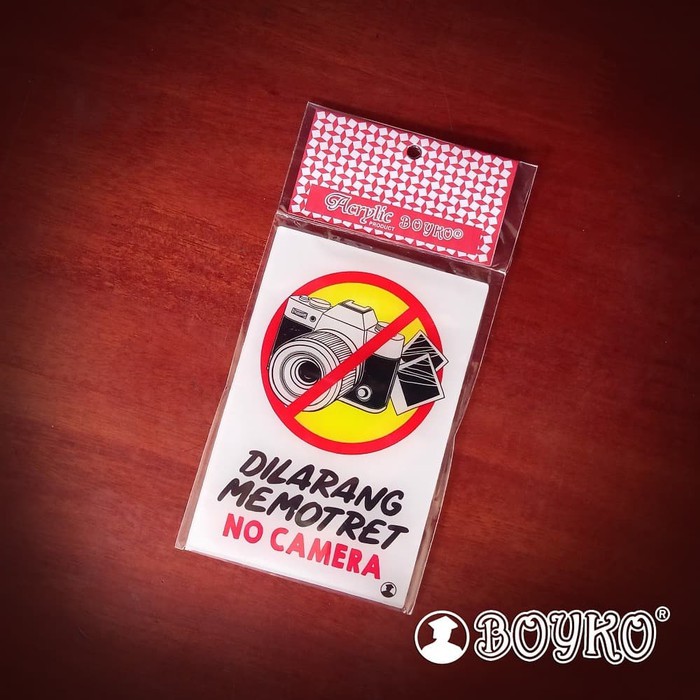 Acrylic
PRODUCT
BOYKO®
DILARANG
MEMOTRET
NO CAMERA
BOYKO®